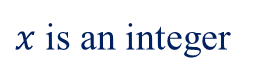 x is an integer